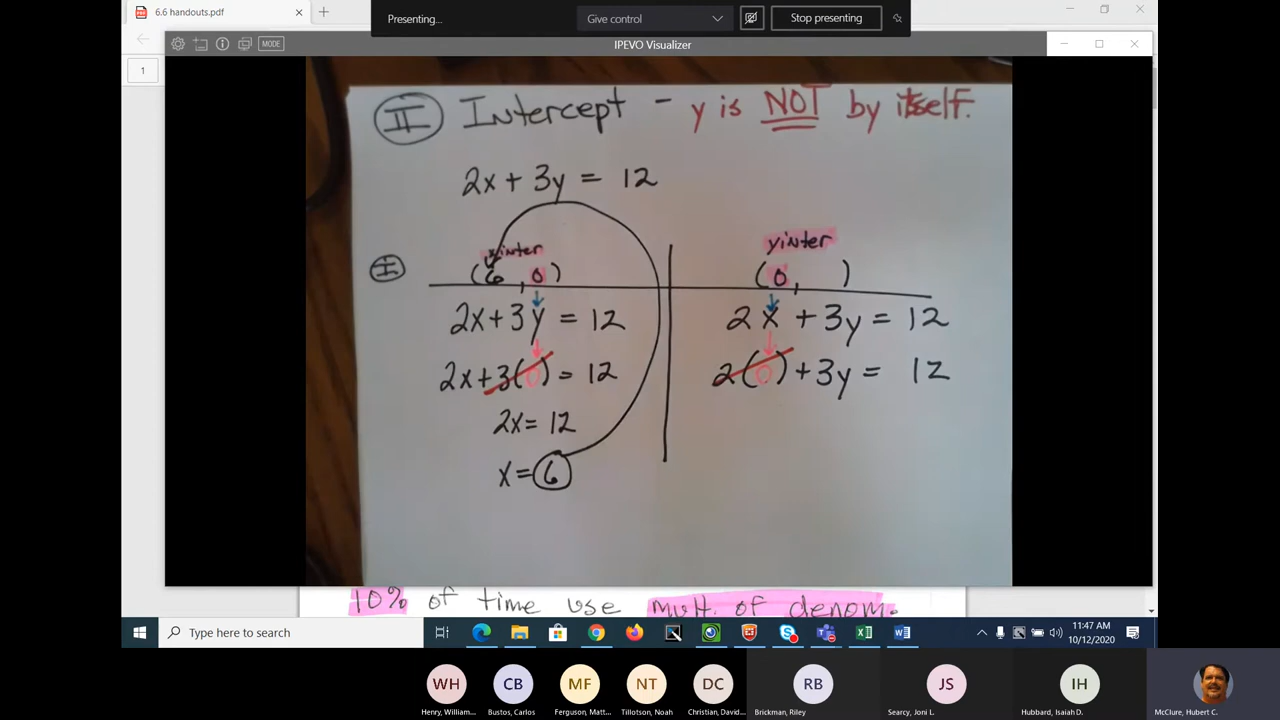 6.6 handouts.pdf
Presenting...
Give control
Stop presenting
IPEVO Visualizer
MODE
1
II Intercept - y is NOT by itself.
2x + 3y = 12
I
xinter
(6, 0)
2x + 3y = 12
2x + 3(0) = 12
2x = 12
x = 6
yinter
(0, )
2x + 3y = 12
2(0) + 3y = 12
10% of time use mult. of denom.
Type here to search
11:47 AM
10/12/2020
WH
CB
MF
NT
DC
RB
JS
IH
Henry, William...
Bustos, Carlos
Ferguson, Matt...
Tillotson, Noah
Christian, David...
Brickman, Riley
Searcy, Joni L.
Hubbard, Isaiah D.
McClure, Hubert C.